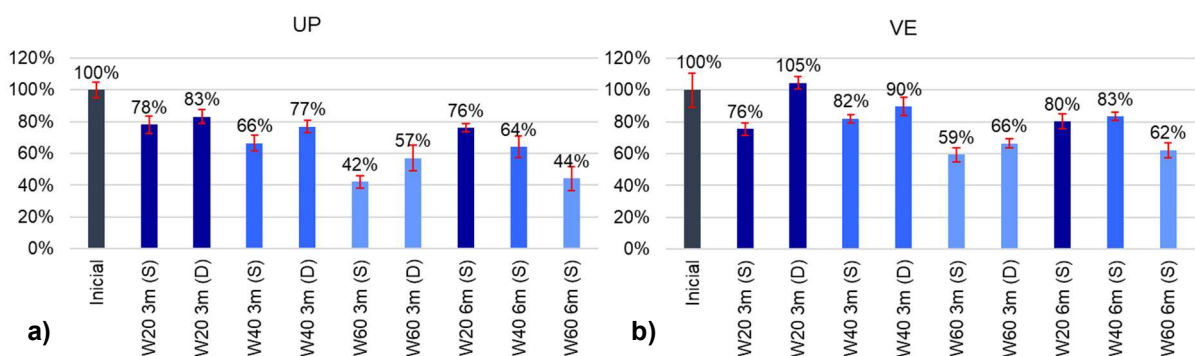 UP
120%
100%
80%
60%
40%
20%
0%
100%
78%
83%
66%
77%
42%
57%
76%
64%
44%
Inicial
W20 3m (S)
W20 3m (D)
W40 3m (S)
W40 3m (D)
W60 3m (S)
W60 3m (D)
W20 6m (S)
W40 6m (S)
W60 6m (S)
a)
VE
120%
100%
80%
60%
40%
20%
0%
100%
76%
105%
82%
90%
59%
66%
80%
83%
62%
Inicial
W20 3m (S)
W20 3m (D)
W40 3m (S)
W40 3m (D)
W60 3m (S)
W60 3m (D)
W20 6m (S)
W40 6m (S)
W60 6m (S)
b)